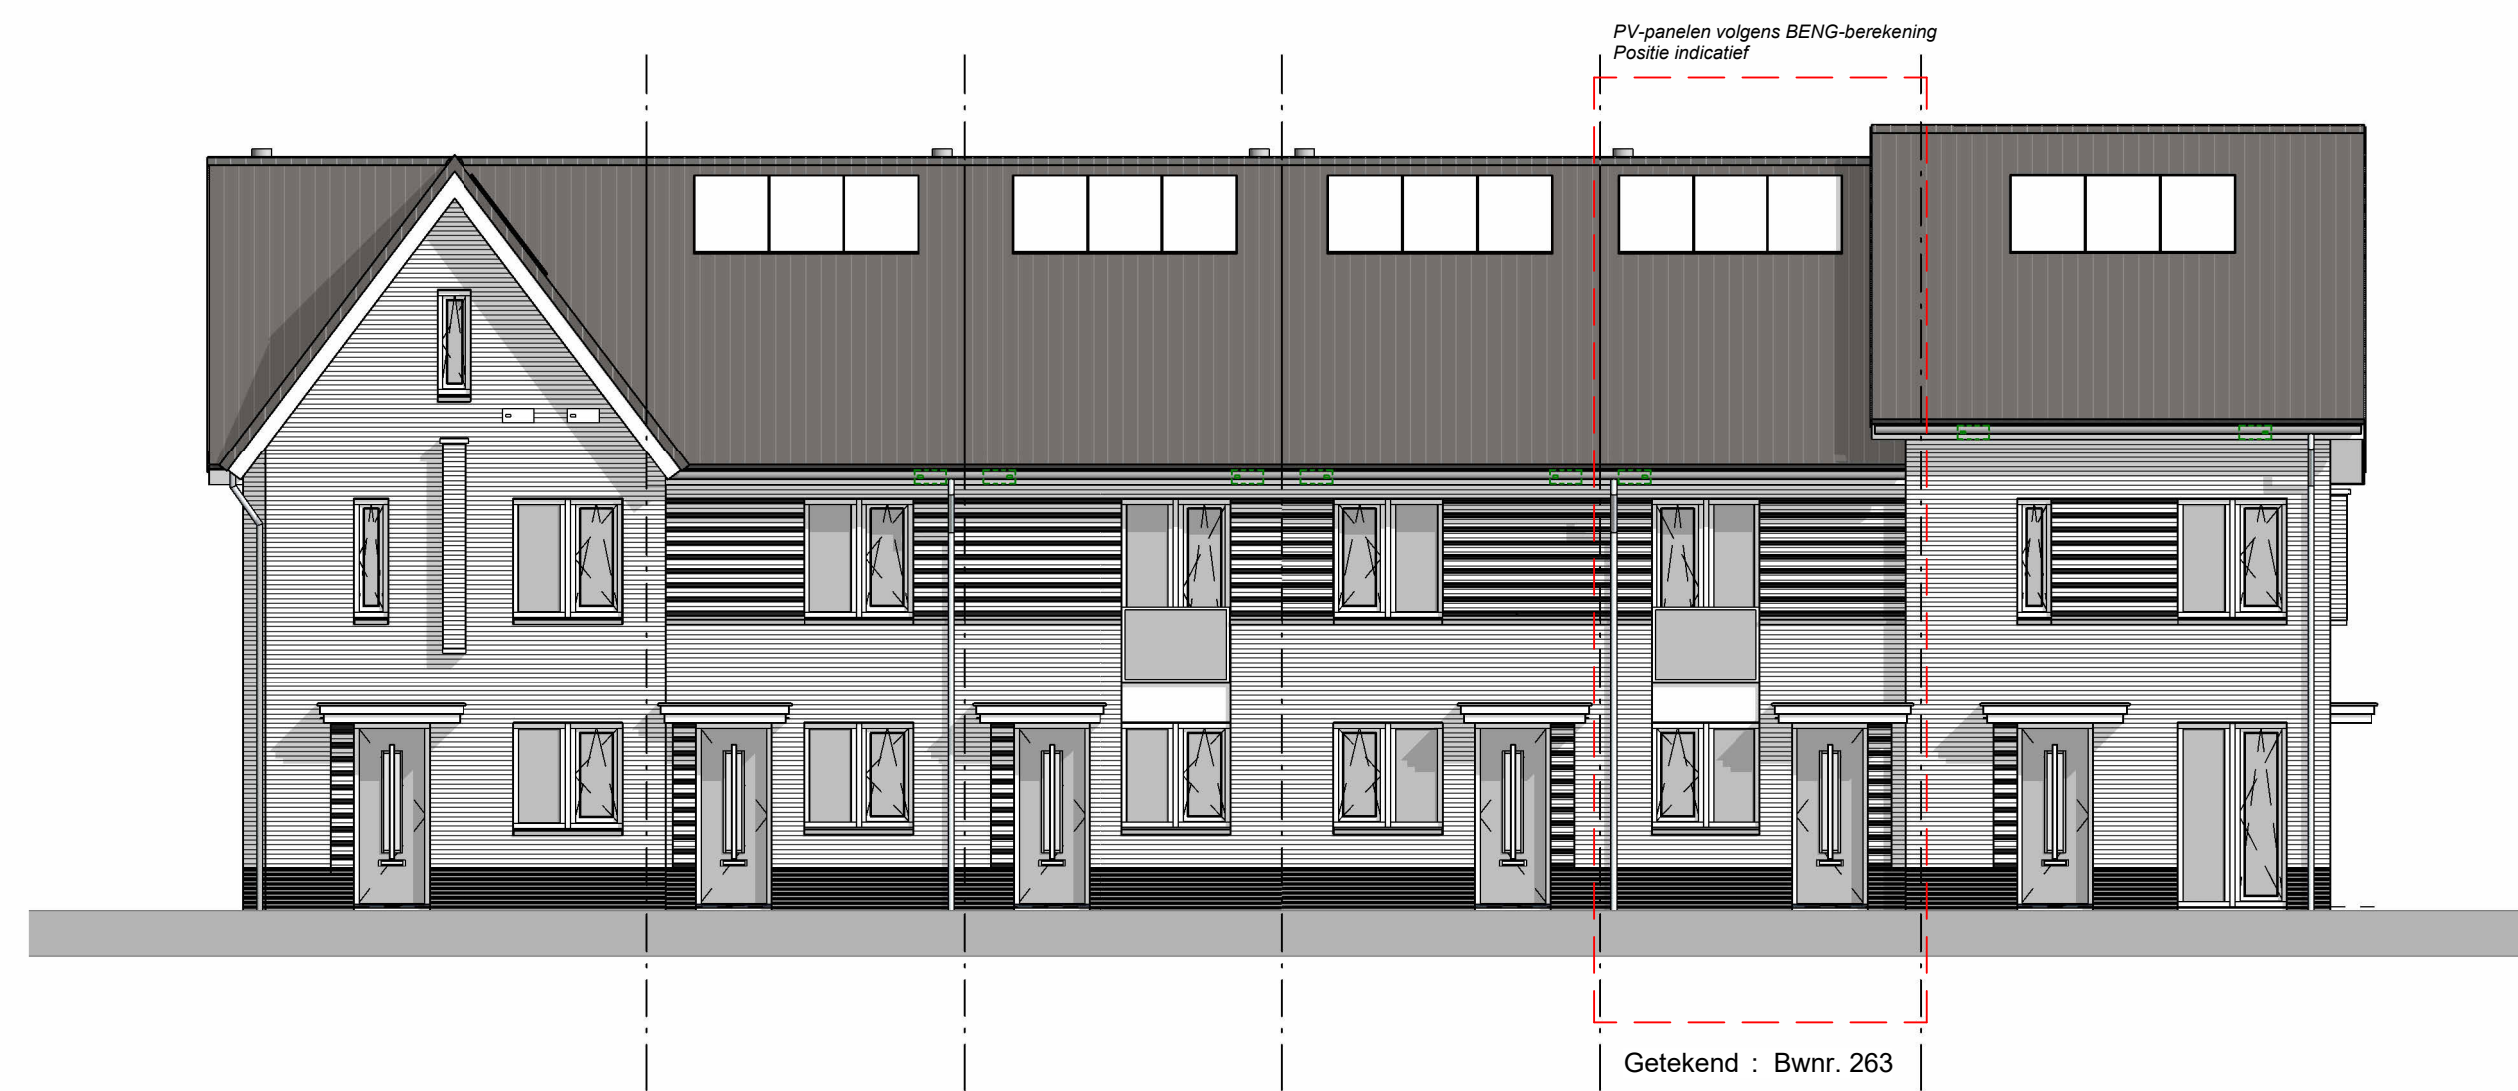 PV-panelen volgens BENG-berekening
Positie indicatief
Getekend : Bwnr. 263